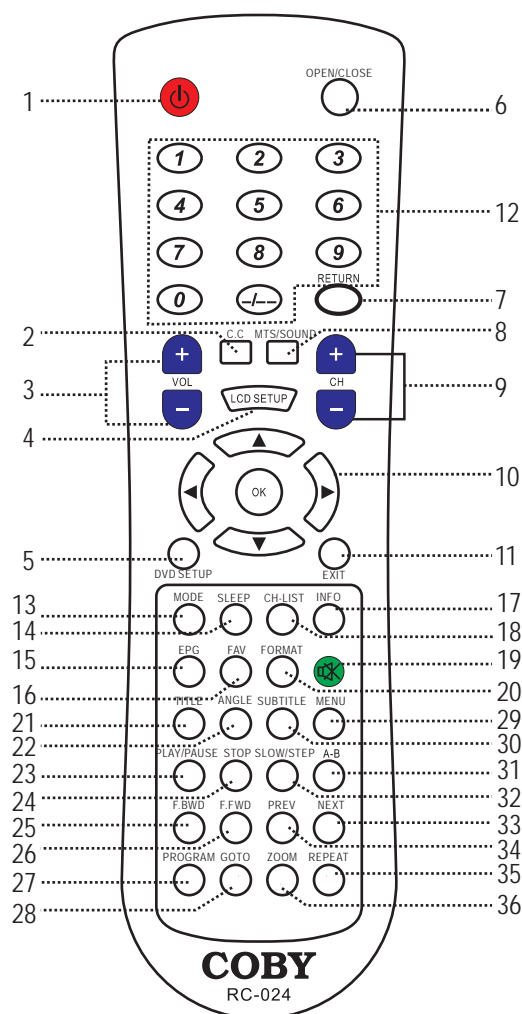 OPEN/CLOSE
1
6
1 2 3
4 5 6
12
7 8 9
RETURN
0 -/--
7
2
C.C MTS/SOUND
8
+ +
3
VOL CH
9
- -
LCD SETUP
4
OK
10
5
DVD SETUP EXIT
11
MODE SLEEP CH-LIST INFO
13
17
14
18
EPG FAV FORMAT
15
19
16
20
TITLE ANGLE SUBTITLE MENU
21
29
22
30
PLAY/PAUSE STOP SLOW/STEP A-B
23
31
24
32
F.BWD F.FWD PREV NEXT
25
33
26
34
PROGRAM GOTO ZOOM REPEAT
27
35
28
36
COBY
RC-024